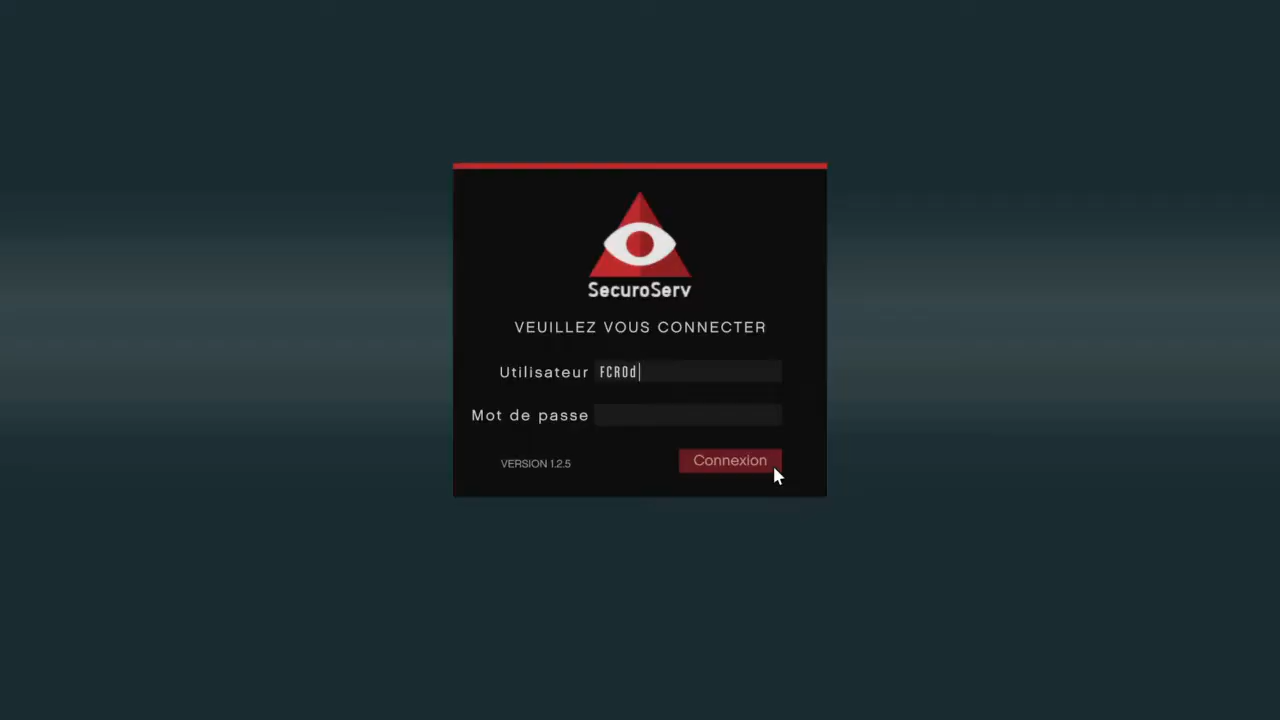 SecuroServ
VEUILLEZ VOUS CONNECTER
Utilisateur FCR0d
Mot de passe
VERSION 1.2.5 Connexion